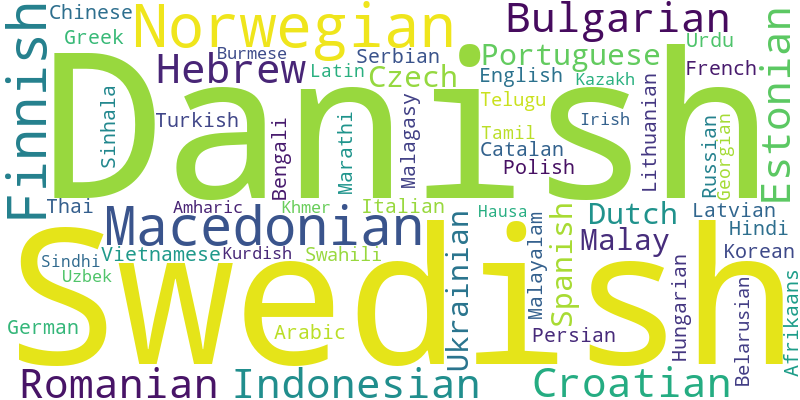 Chinese
Norwegian
Bulgarian
Greek
Burmese
Serbian
Portuguese
Urdu
Finnish
Hebrew
Latin
Czech
English
Kazakh
French
Estonian
Danish
Sinhala
Turkish
Bengali
Marathi
Malagasy
Telugu
Tamil
Catalan
Polish
Irish
Lithuanian
Russian
Georgian
Thai
Amharic
Khmer
Italian
Hausa
Dutch
Latvian
Macedonian
Malay
Hindi
Korean
Sindhi
Vietnamese
Kurdish
Swahili
Uzbek
Swedish
Ukrainian
Malayalam
Spanish
German
Arabic
Persian
Hungarian
Belarusian
Afrikaans
Romanian
Indonesian
Croatian